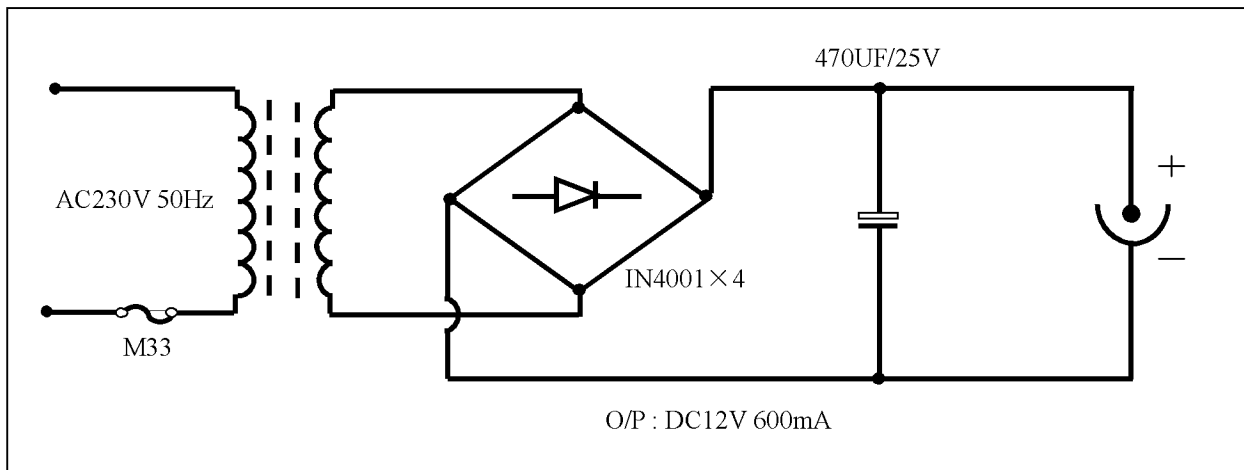 470UF/25V
+
AC230V 50Hz
−
IN4001×4
M33
O/P : DC12V 600mA